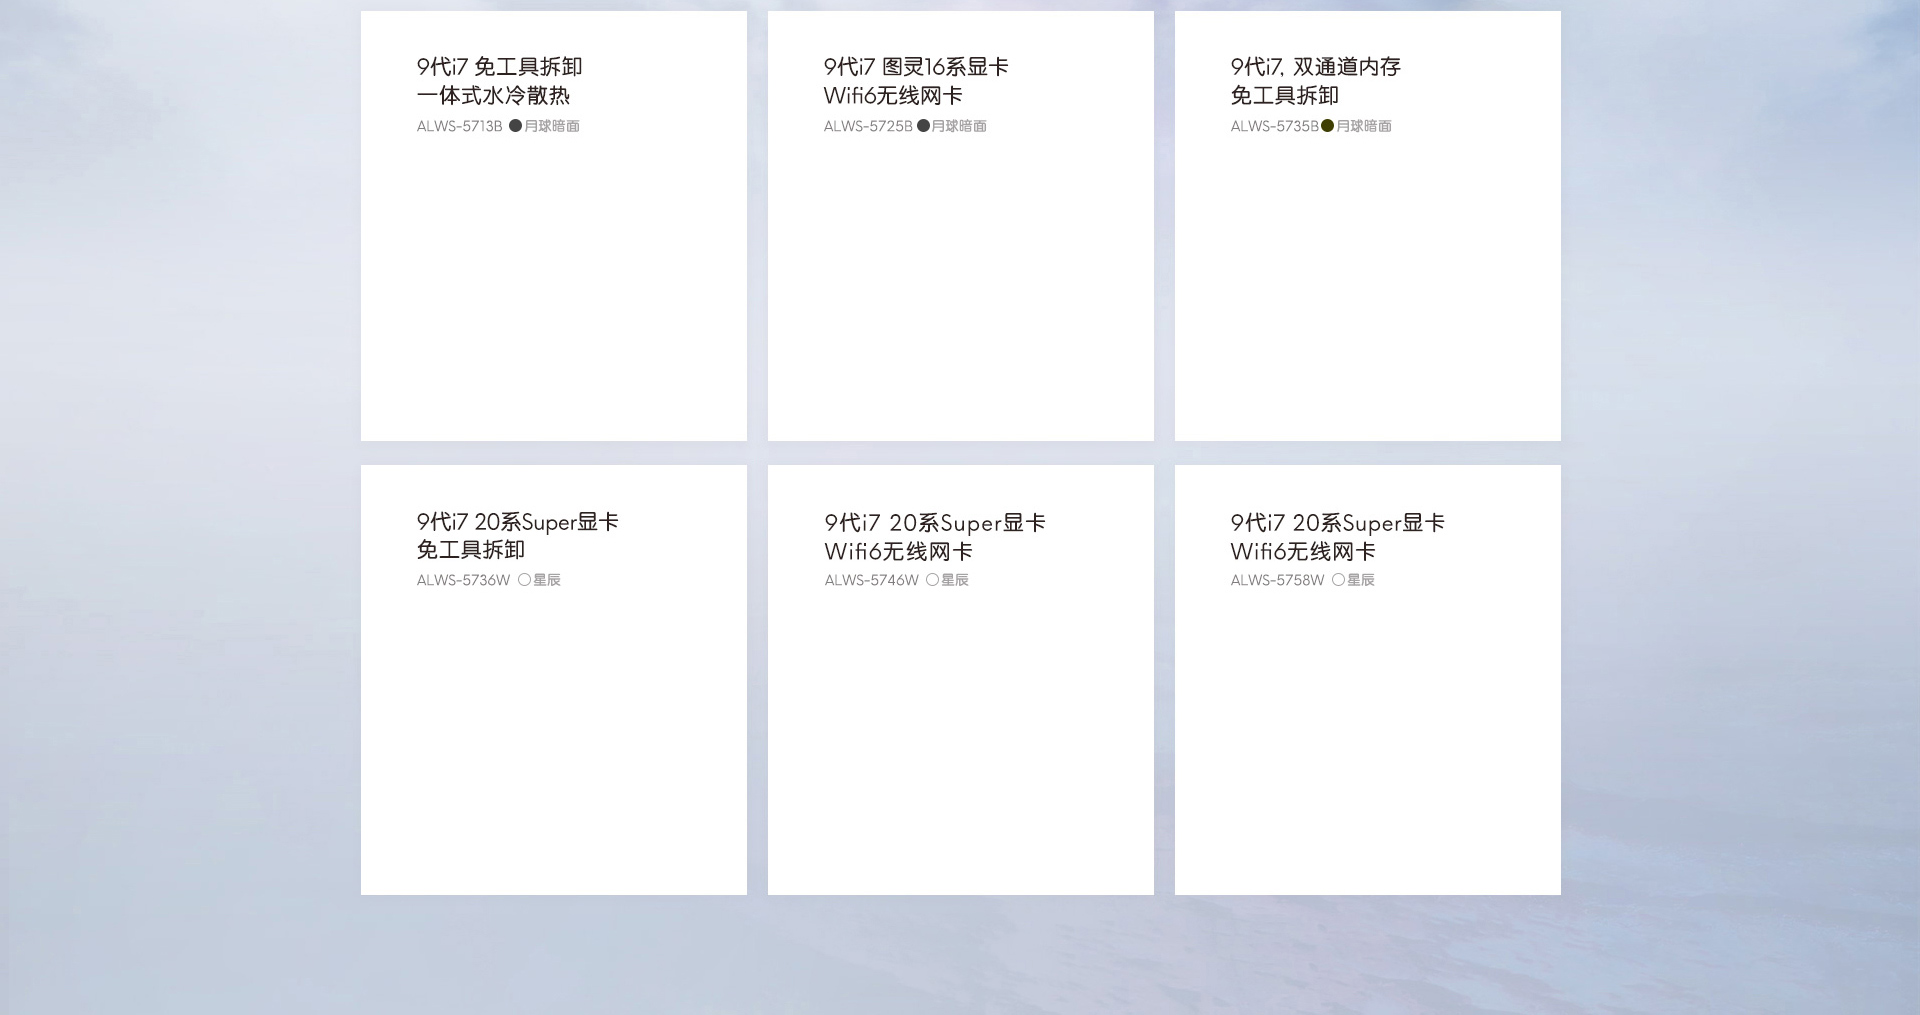 9代i7 免工具拆卸
一体式水冷散热
ALWS-5713B 月球暗面
9代i7 图灵16系显卡
Wifi6无线网卡
ALWS-5725B 月球暗面
9代i7, 双通道内存
免工具拆卸
ALWS-5735B 月球暗面
9代i7 20系Super显卡
免工具拆卸
ALWS-5736W 星辰
9代i7 20系Super显卡
Wifi6无线网卡
ALWS-5746W 星辰
9代i7 20系Super显卡
Wifi6无线网卡
ALWS-5758W 星辰